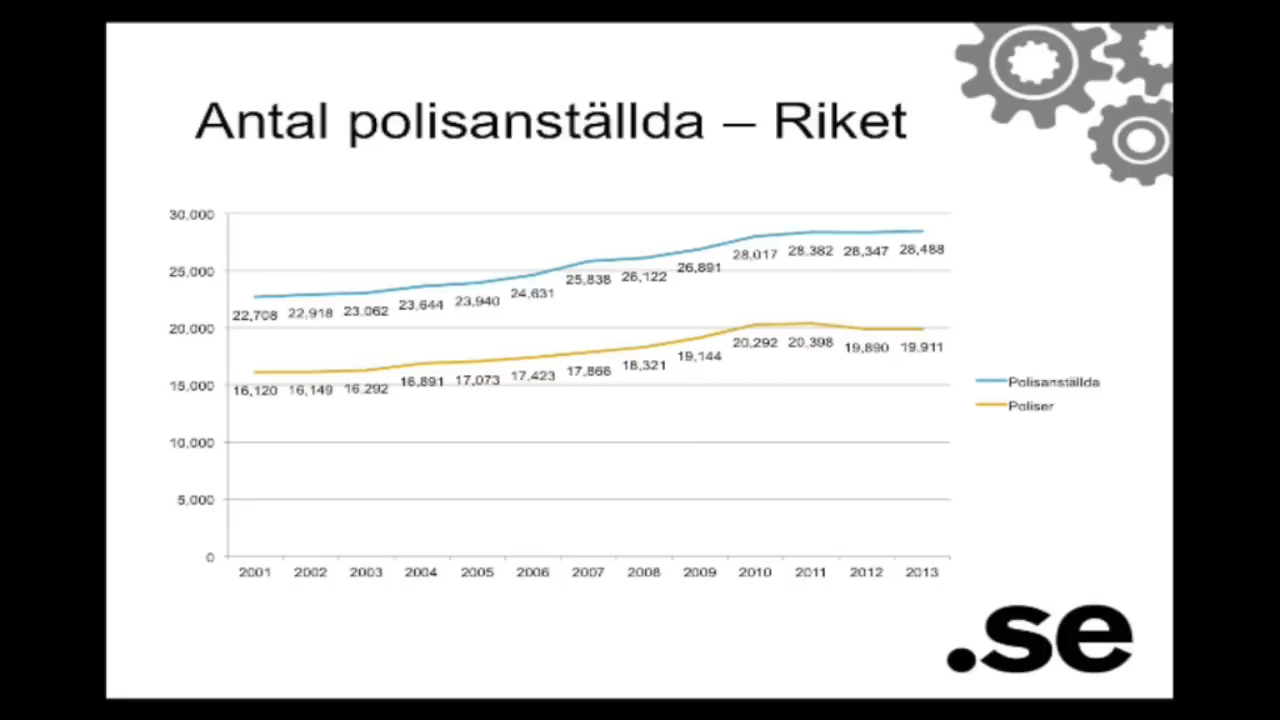 Antal polisanställda – Riket
30,000
25,000
20,000
15,000
10,000
5,000
0
22,708 22,918 23,062 23,644 23,940 24,631 25,838 26,122 26,891 28,017 28,382 28,347 28,488
16,120 16,149 16,292 16,891 17,073 17,423 17,866 18,321 19,144 20,292 20,398 19,890 19,911
2001 2002 2003 2004 2005 2006 2007 2008 2009 2010 2011 2012 2013
Polisanställda
Poliser
.se